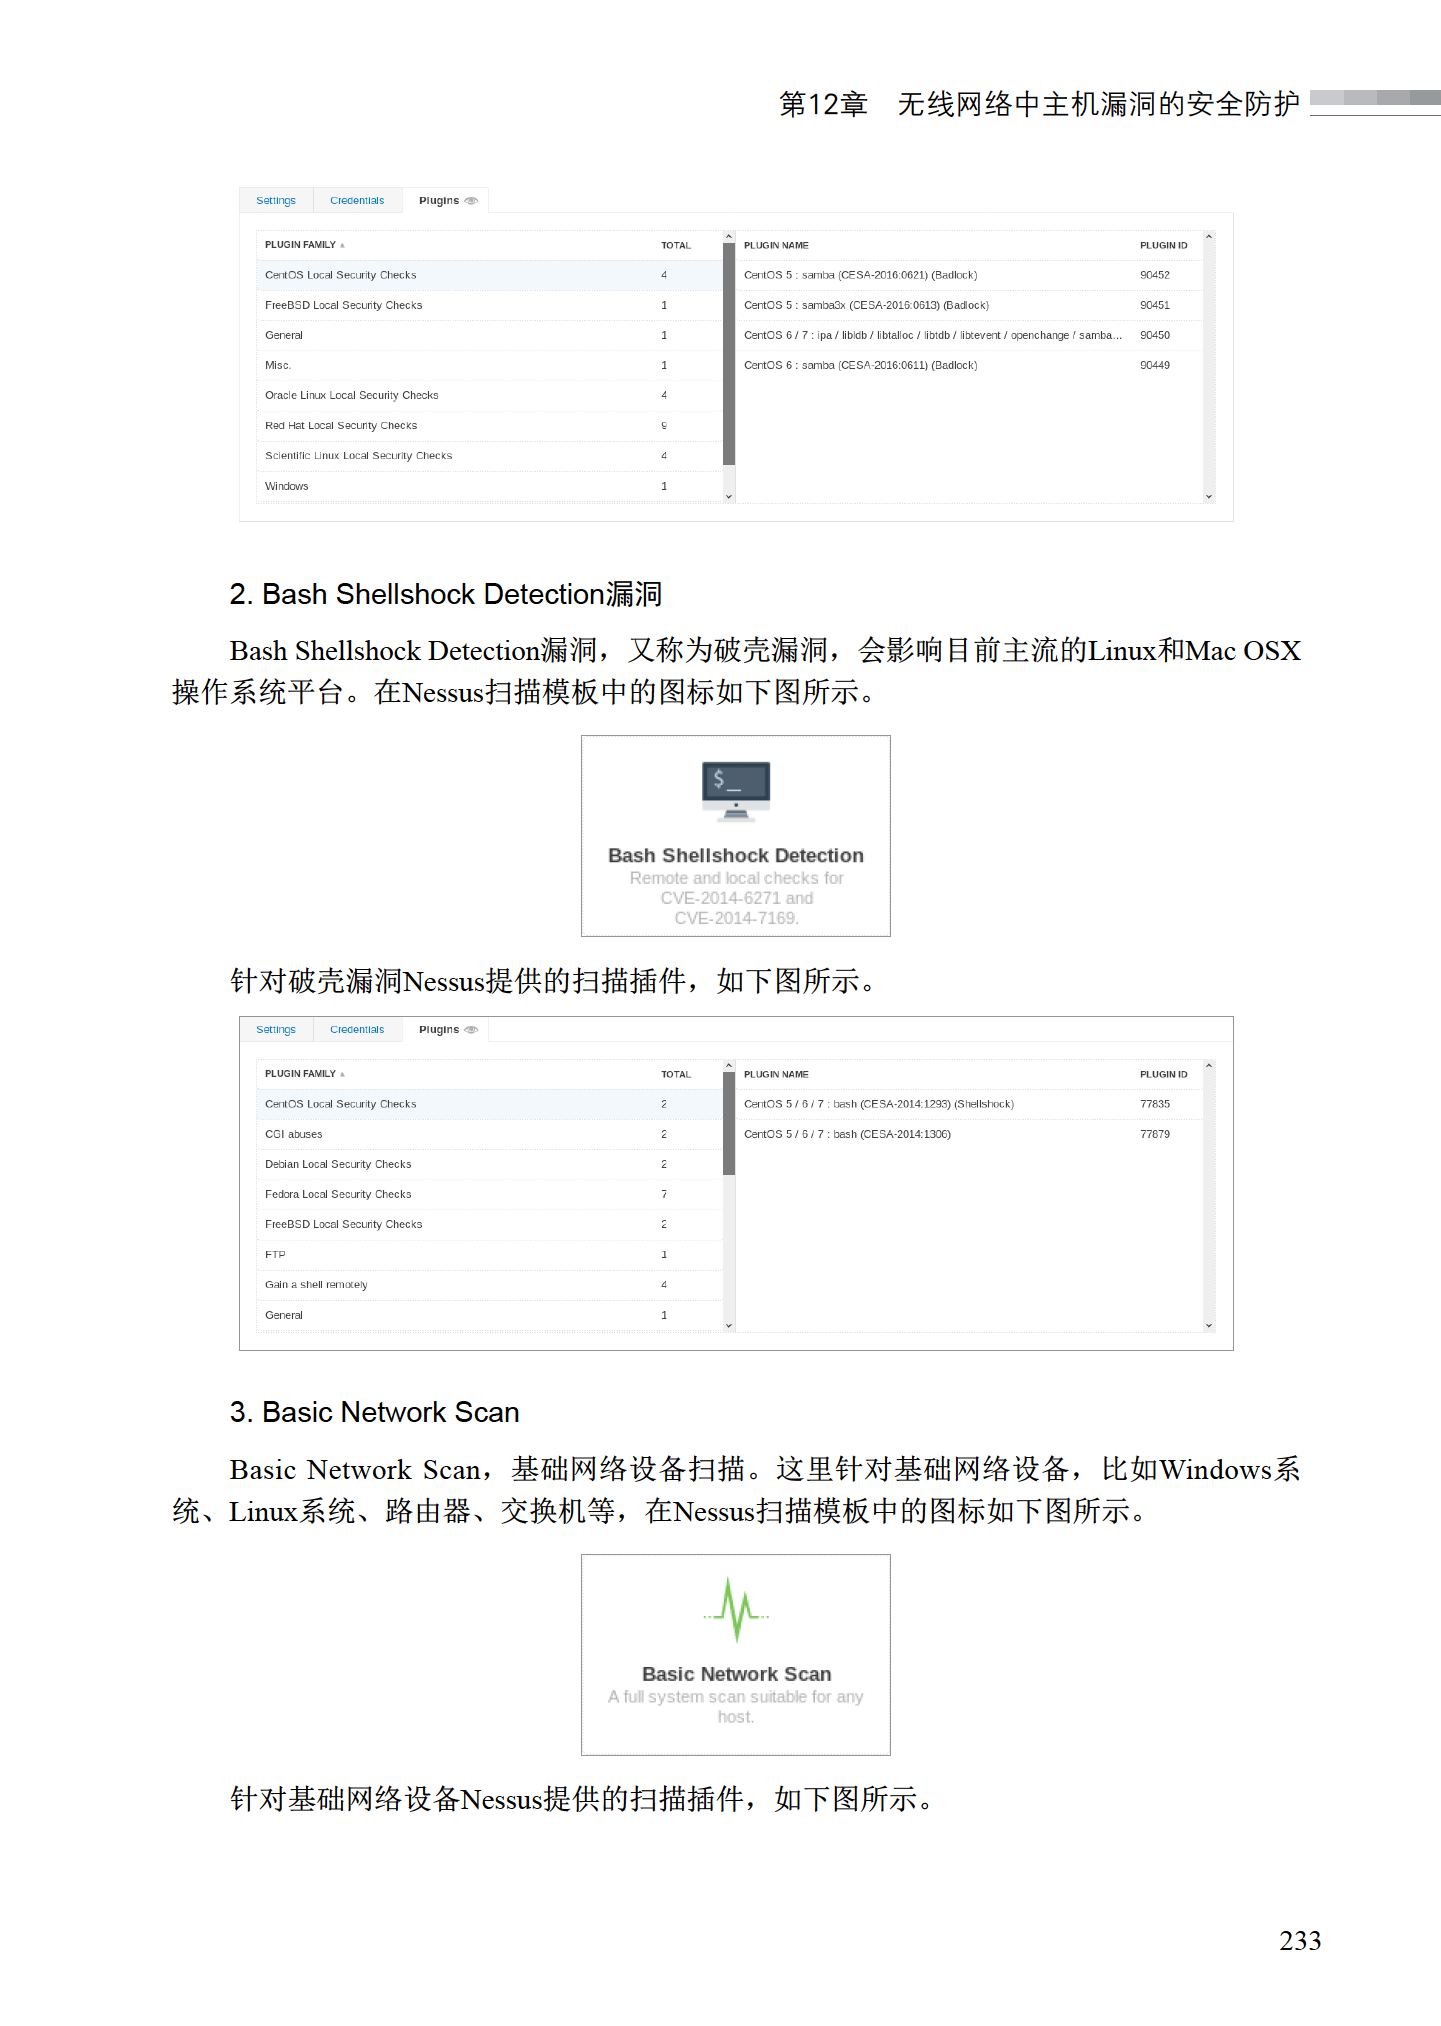 第12章　无线网络中主机漏洞的安全防护
Settings Credentials Plugins
PLUGIN FAMILY TOTAL PLUGIN NAME PLUGIN ID
CentOS Local Security Checks 4 CentOS 5 : samba (CESA-2016:0621) (Badlock) 90452
FreeBSD Local Security Checks 1 CentOS 5 : samba3x (CESA-2016:0613) (Badlock) 90451
General 1 CentOS 6 / 7 : ipa / libldb / libtalloc / libtdb / libtevent / openchange / samba... 90450
Misc. 1 CentOS 6 : samba (CESA-2016:0611) (Badlock) 90449
Oracle Linux Local Security Checks 4
Red Hat Local Security Checks 9
Scientific Linux Local Security Checks 4
Windows 1
2. Bash Shellshock Detection漏洞
Bash Shellshock Detection漏洞，又称为破壳漏洞，会影响目前主流的Linux和Mac OSX
操作系统平台。在Nessus扫描模板中的图标如下图所示。
$_
Bash Shellshock Detection
Remote and local checks for
CVE-2014-6271 and
CVE-2014-7169.
针对破壳漏洞Nessus提供的扫描插件，如下图所示。
Settings Credentials Plugins
PLUGIN FAMILY TOTAL PLUGIN NAME PLUGIN ID
CentOS Local Security Checks 2 CentOS 5 / 6 / 7 : bash (CESA-2014:1293) (Shellshock) 77835
CGI abuses 2 CentOS 5 / 6 / 7 : bash (CESA-2014:1306) 77879
Debian Local Security Checks 2
Fedora Local Security Checks 7
FreeBSD Local Security Checks 2
FTP 1
Gain a shell remotely 4
General 1
3. Basic Network Scan
Basic Network Scan，基础网络设备扫描。这里针对基础网络设备，比如Windows系
统、Linux系统、路由器、交换机等，在Nessus扫描模板中的图标如下图所示。
Basic Network Scan
A full system scan suitable for any
host.
针对基础网络设备Nessus提供的扫描插件，如下图所示。
233